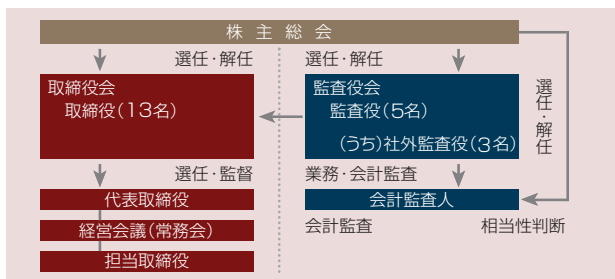 株主総会
選任・解任
選任・解任
選任・解任
取締役会
取締役(13名)
監査役会
監査役(5名)
(うち)社外監査役(3名)
選任・監督
業務・会計監査
代表取締役
会計監査人
経営会議(常務会)
会計監査
相当性判断
担当取締役